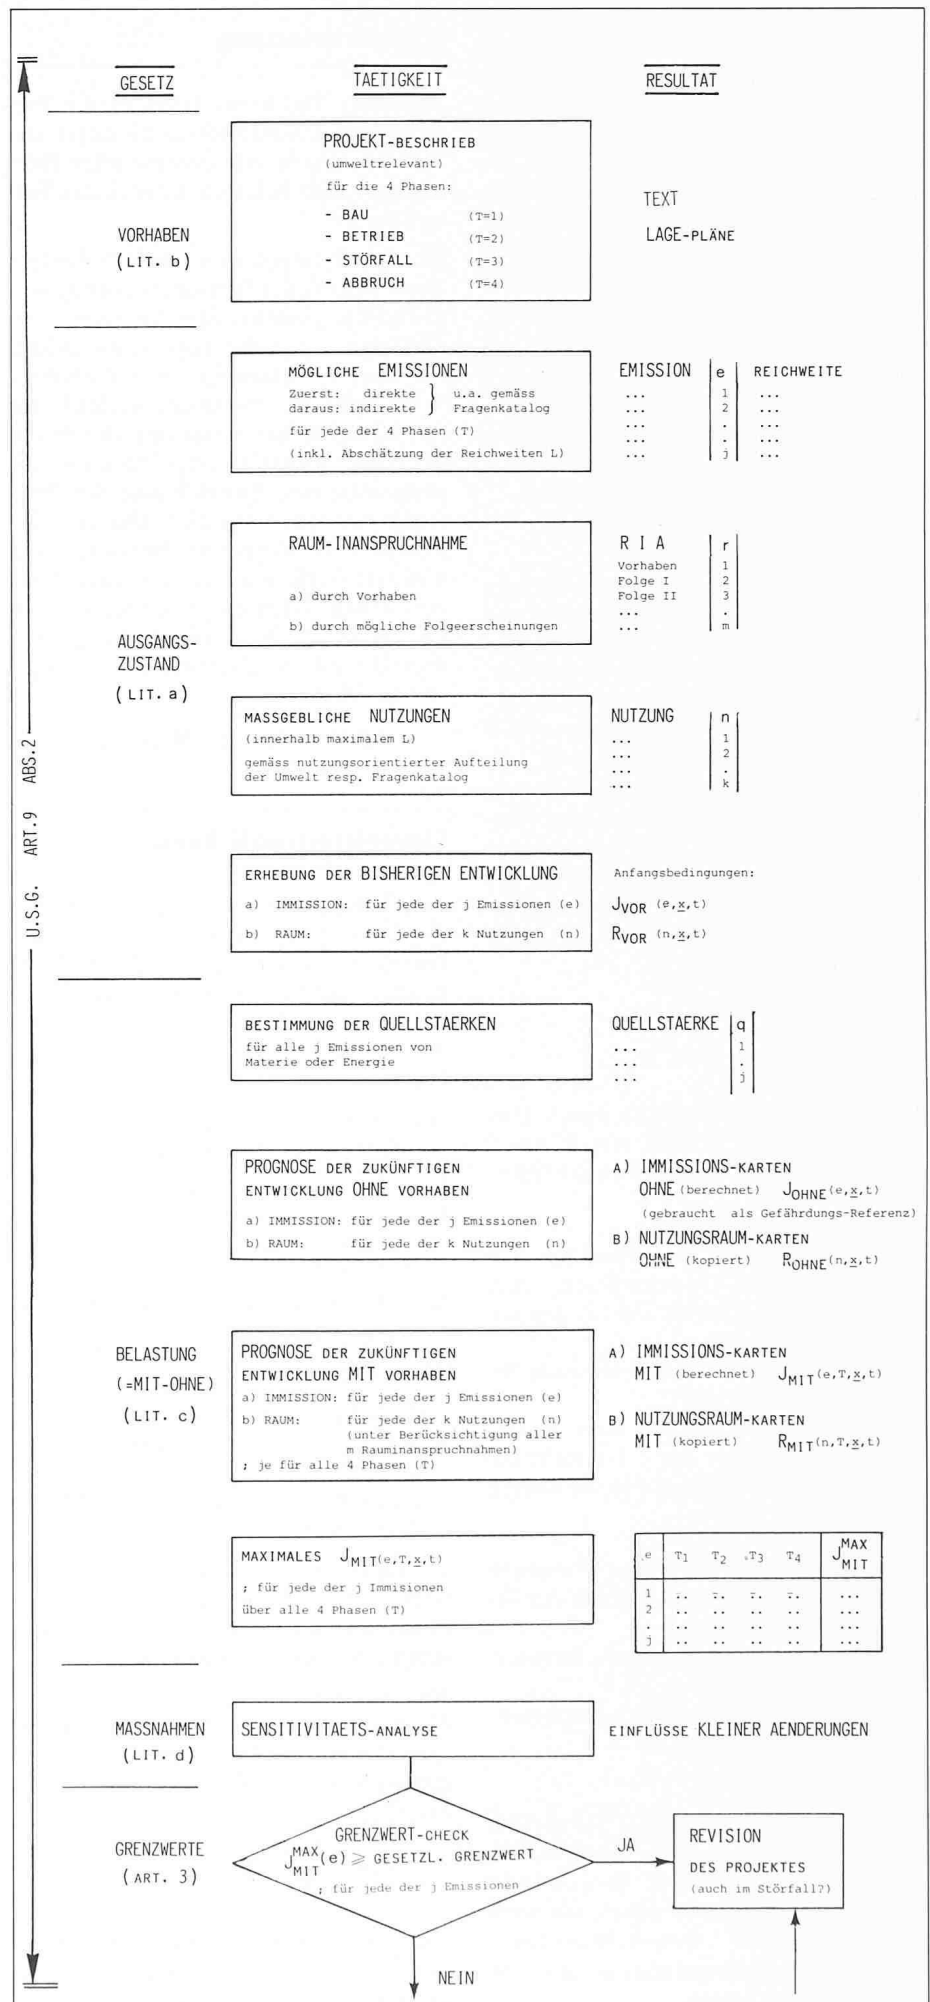 GESETZ TAETIGKEIT RESULTAT
U.S.G. ART.9 ABS.2
VORHABEN
(LIT. b)
PROJEKT-BESCHRIEB
(umweltrelevant)
für die 4 Phasen:
- BAU (T=1)
- BETRIEB (T=2)
- STÖRFALL (T=3)
- ABBRUCH (T=4)
TEXT
LAGE-PLÄNE
AUSGANGS-
ZUSTAND
(LIT. a)
MÖGLICHE EMISSIONEN
Zuerst: direkte } u.a. gemäss
daraus: indirekte } Fragenkatalog
für jede der 4 Phasen (T)
(inkl. Abschätzung der Reichweiten L)
EMISSION e REICHWEITE
... 1 ...
... 2 ...
... . ...
... . ...
... j ...
RAUM-INANSPRUCHNAHME
a) durch Vorhaben
b) durch mögliche Folgeerscheinungen
R I A r
Vorhaben 1
Folge I 2
Folge II 3
... .
... m
MASSGEBLICHE NUTZUNGEN
(innerhalb maximalem L)
gemäss nutzungsorientierter Aufteilung
der Umwelt resp. Fragenkatalog
NUTZUNG n
... 1
... 2
... .
... k
ERHEBUNG DER BISHERIGEN ENTWICKLUNG
a) IMMISSION: für jede der j Emissionen (e)
b) RAUM: für jede der k Nutzungen (n)
Anfangsbedingungen:
JVOR (e,x,t)
RVOR (n,x,t)
BELASTUNG
(=MIT-OHNE)
(LIT. c)
BESTIMMUNG DER QUELLSTAERKEN
für alle j Emissionen von
Materie oder Energie
QUELLSTAERKE q
... 1
... .
... j
PROGNOSE DER ZUKÜNFTIGEN
ENTWICKLUNG OHNE VORHABEN
a) IMMISSION: für jede der j Emissionen (e)
b) RAUM: für jede der k Nutzungen (n)
A) IMMISSIONS-KARTEN
OHNE (berechnet) JOHNE(e,x,t)
(gebraucht als Gefährdungs-Referenz)
B) NUTZUNGSRAUM-KARTEN
OHNE (kopiert) ROHNE(n,x,t)
PROGNOSE DER ZUKÜNFTIGEN
ENTWICKLUNG MIT VORHABEN
a) IMMISSION: für jede der j Emissionen (e)
b) RAUM: für jede der k Nutzungen (n)
(unter Berücksichtigung aller
m Rauminanspruchnahmen)
; je für alle 4 Phasen (T)
A) IMMISSIONS-KARTEN
MIT (berechnet) JMIT(e,T,x,t)
B) NUTZUNGSRAUM-KARTEN
MIT (kopiert) RMIT(n,T,x,t)
MAXIMALES JMIT(e,T,x,t)
; für jede der j Immisionen
über alle 4 Phasen (T)
e T1 T2 T3 T4 JMAX MIT
1 .. .. .. .. ...
2 .. .. .. .. ...
. .. .. .. .. ...
j .. .. .. .. ...
MASSNAHMEN
(LIT. d)
SENSITIVITAETS-ANALYSE
EINFLÜSSE KLEINER AENDERUNGEN
GRENZWERTE
(ART. 3)
GRENZWERT-CHECK
JMAX MIT(e) ⩾ GESETZL. GRENZWERT
; für jede der j Emissionen
JA
REVISION
DES PROJEKTES
(auch im Störfall?)
NEIN